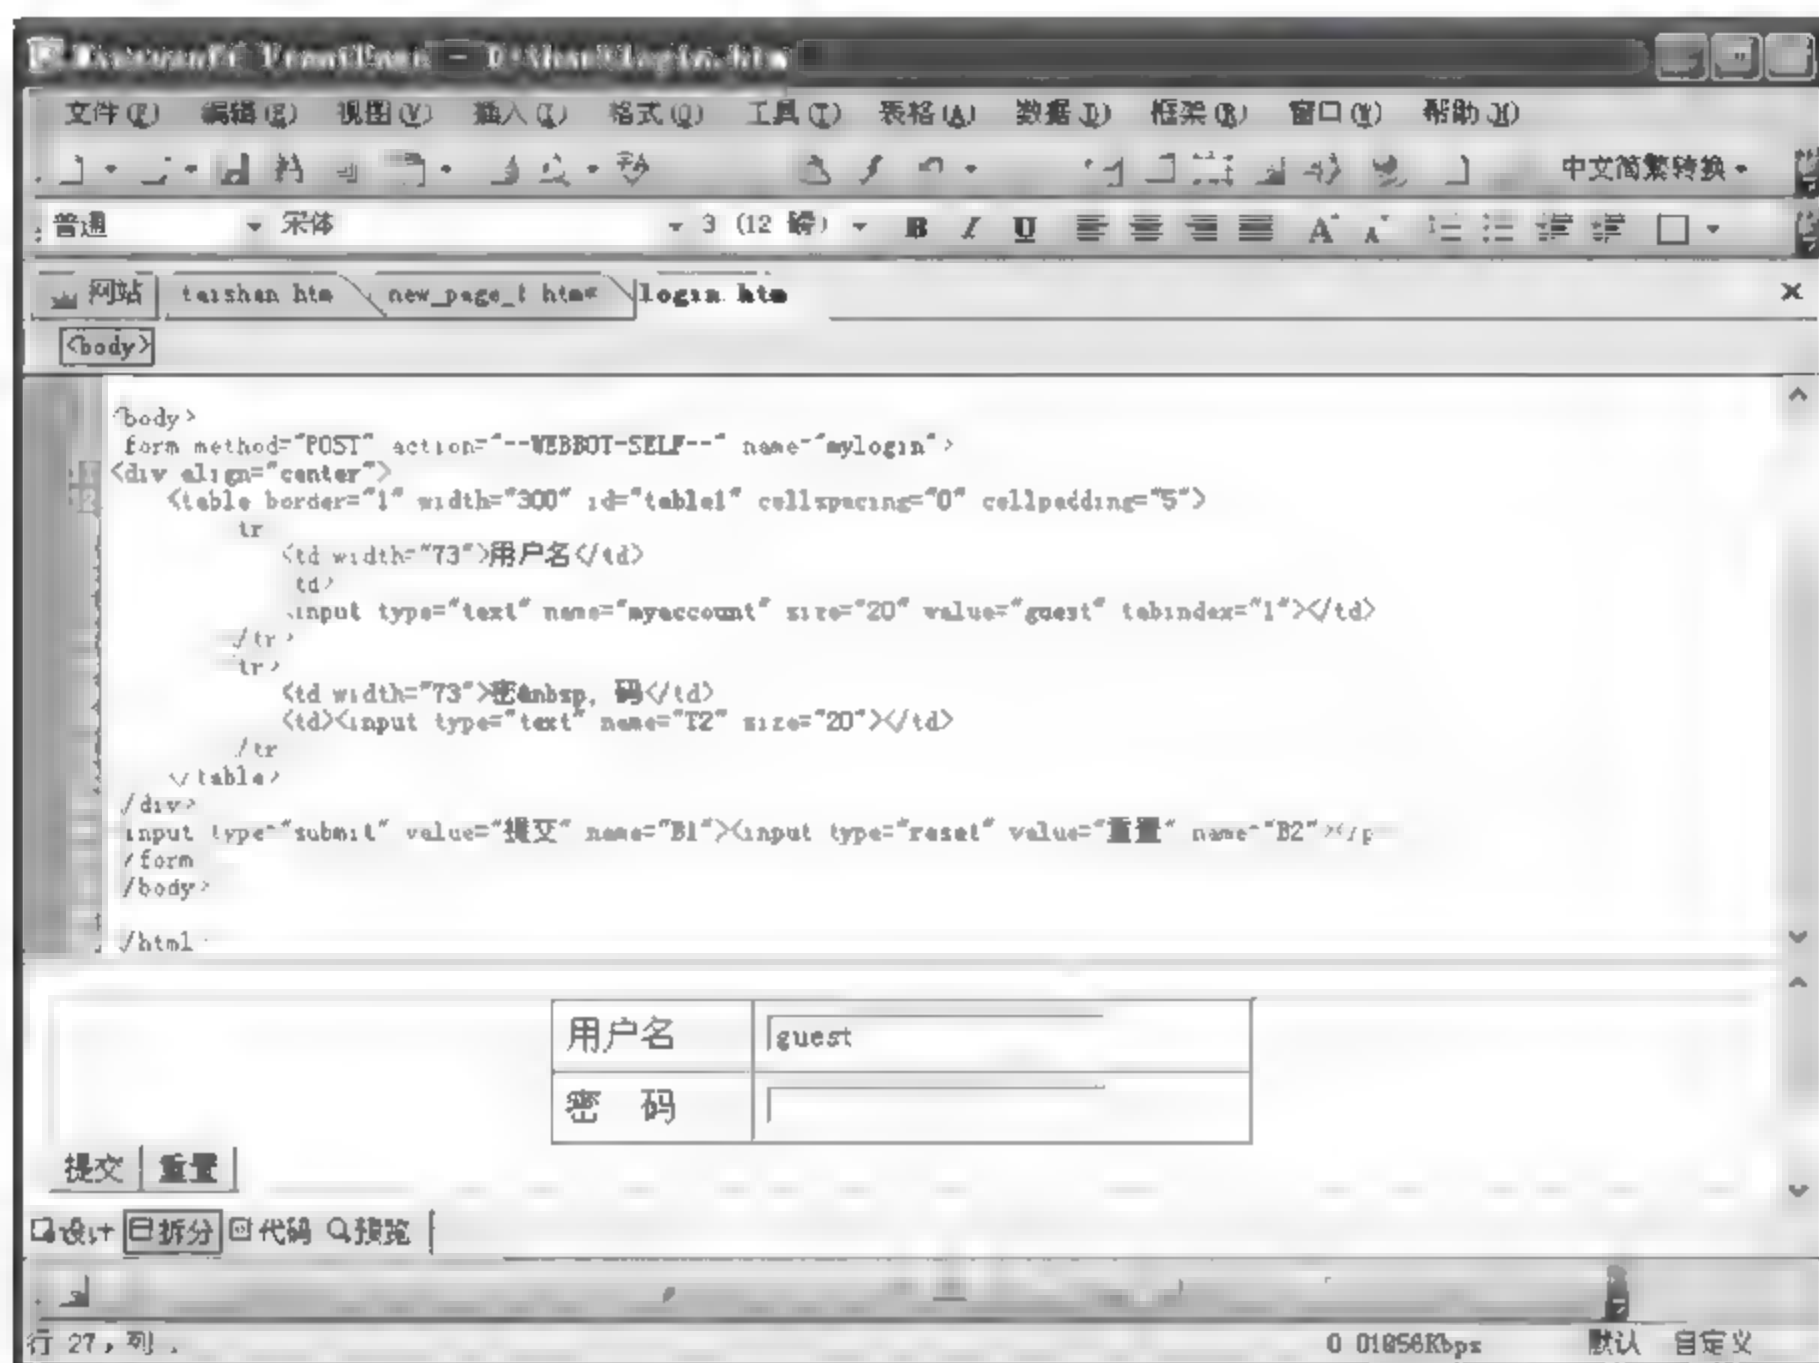 文件(F) 编辑(E) 视图(V) 插入(I) 格式(O) 工具(T) 表格(A) 数据(D) 框架(R) 窗口(W) 帮助(H)
中文简繁转换
普通 宋体 3 (12 磅) B I U A A
网站 taishan htm new_page_1 htm* login.htm
<body>
<body>
form method="POST" action="--WEBBOT-SELF--" name="mylogin">
<div align="center">
<table border="1" width="300" id="table1" cellspacing="0" cellpadding="5">
tr
<td width="73">用户名</td>
td>
input type="text" name="myaccount" size="20" value="guest" tabindex="1"></td>
/tr>
tr>
<td width="73">密&nbsp, 码</td>
<td><input type="text" name="T2" size="20"></td>
/tr
</table>
/div>
input type="submit" value="提交" name="B1"><input type="reset" value="重置" name="B2"></p
/form
/body>
/html
用户名 guest
密 码
提交 重置
设计 拆分 代码 预览
行 27, 列
0 01856Kbps 默认 自定义